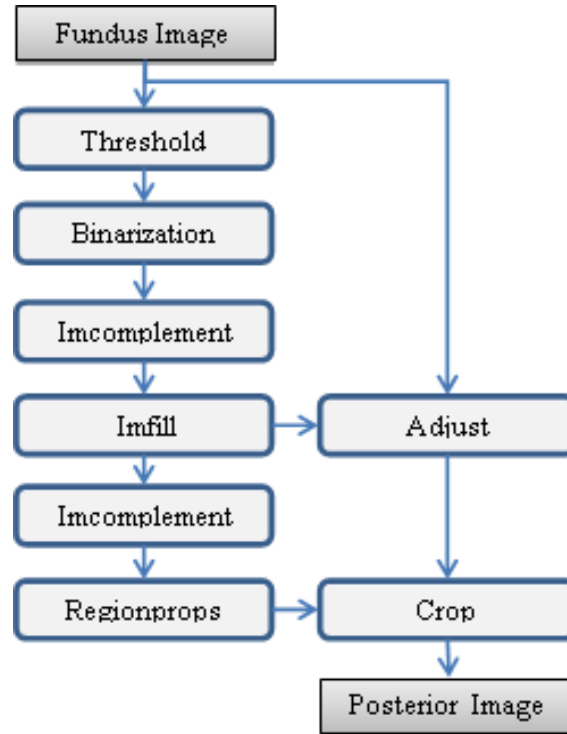 Fundus Image
Threshold
Binarization
Imcomplement
Imfill
Adjust
Imcomplement
Regionprops
Crop
Posterior Image